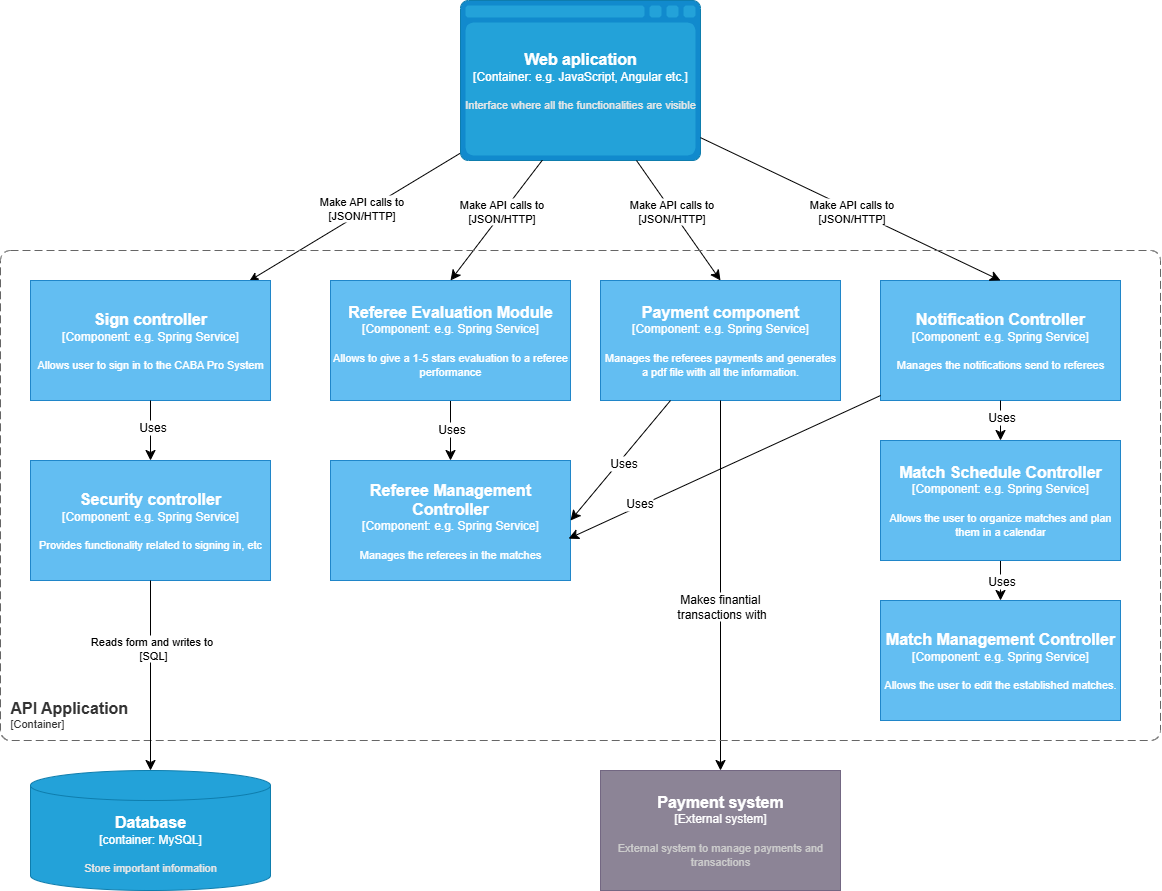 Web aplication
[Container: e.g. JavaScript, Angular etc.]
Interface where all the functionalities are visible
Make API calls to
[JSON/HTTP]
Make API calls to
[JSON/HTTP]
Make API calls to
[JSON/HTTP]
Make API calls to
[JSON/HTTP]
Sign controller
[Component: e.g. Spring Service]
Allows user to sign in to the CABA Pro System
Referee Evaluation Module
[Component: e.g. Spring Service]
Allows to give a 1-5 stars evaluation to a referee
performance
Payment component
[Component: e.g. Spring Service]
Manages the referees payments and generates
a pdf file with all the information.
Notification Controller
[Component: e.g. Spring Service]
Manages the notifications send to referees
Uses
Uses
Uses
Uses
Uses
Security controller
[Component: e.g. Spring Service]
Provides functionality related to signing in, etc
Referee Management
Controller
[Component: e.g. Spring Service]
Manages the referees in the matches
Match Schedule Controller
[Component: e.g. Spring Service]
Allows the user to organize matches and plan
them in a calendar
Uses
Reads form and writes to
[SQL]
Makes finantial
transactions with
Match Management Controller
[Component: e.g. Spring Service]
Allows the user to edit the established matches.
API Application
[Container]
Database
[container: MySQL]
Store important information
Payment system
[External system]
External system to manage payments and
transactions